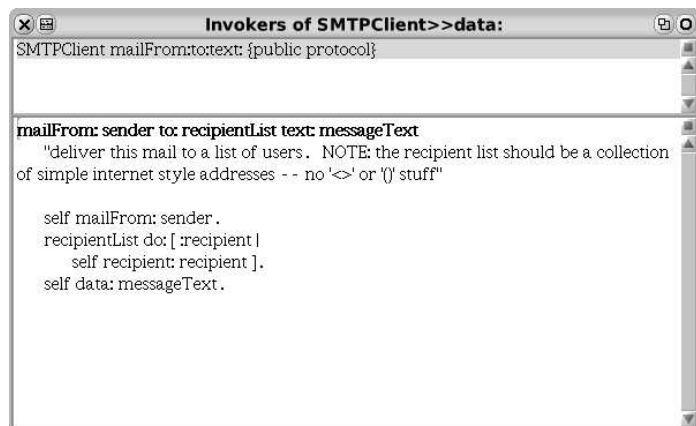 Invokers of SMTPClient>>data:
SMTPClient mailFrom:to:text: {public protocol}
mailFrom: sender to: recipientList text: messageText
"deliver this mail to a list of users. NOTE: the recipient list should be a collection
of simple internet style addresses -- no '<>' or '()' stuff"
self mailFrom: sender.
recipientList do: [ :recipient |
self recipient: recipient ].
self data: messageText.